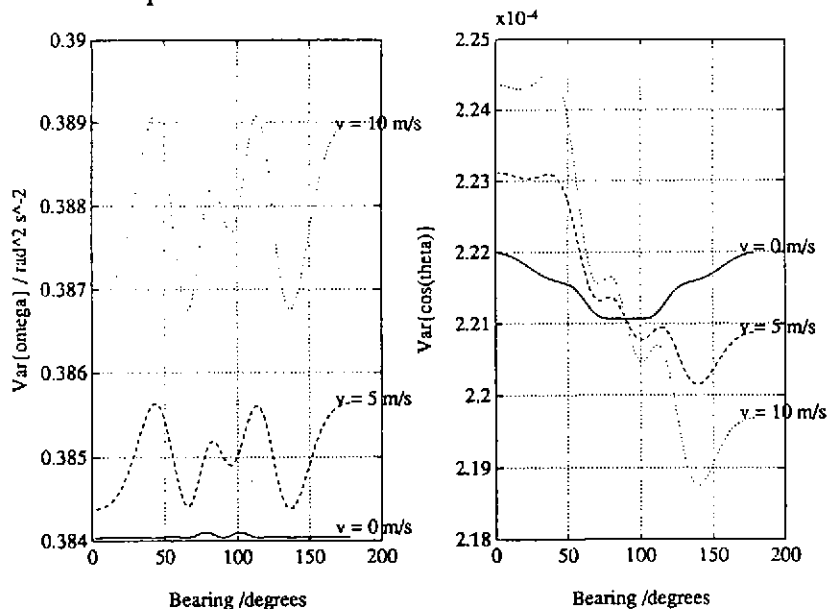 0.39
0.389
0.388
0.387
0.386
0.385
0.384
0
50
100
150
200
v = 10 m/s
v = 5 m/s
v = 0 m/s
Var[omega] / rad^2 s^-2
Bearing /degrees
x10-4
2.25
2.24
2.23
2.22
2.21
2.2
2.19
2.18
0
50
100
150
200
v = 0 m/s
v = 5 m/s
v = 10 m/s
Var{cos(theta)}
Bearing /degrees